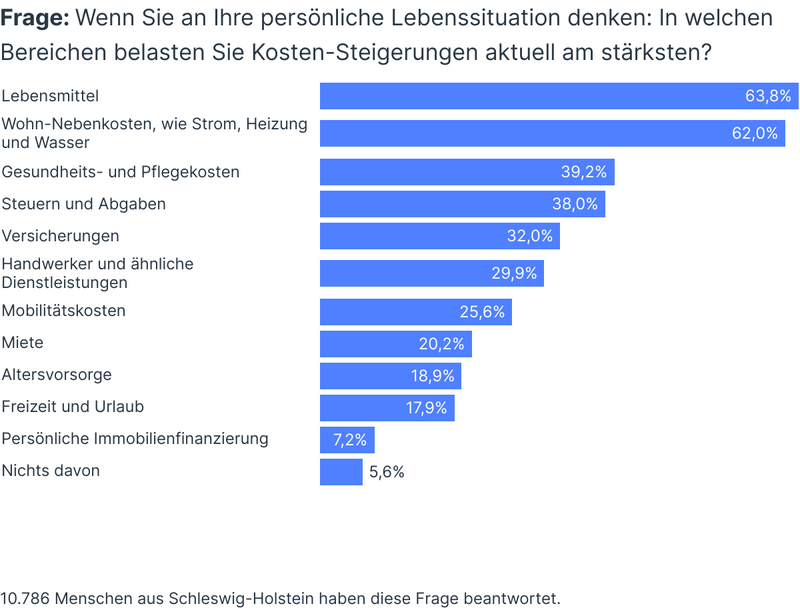 Frage: Wenn Sie an Ihre persönliche Lebenssituation denken: In welchen
Bereichen belasten Sie Kosten-Steigerungen aktuell am stärksten?
Lebensmittel 63,8%
Wohn-Nebenkosten, wie Strom, Heizung
und Wasser 62,0%
Gesundheits- und Pflegekosten 39,2%
Steuern und Abgaben 38,0%
Versicherungen 32,0%
Handwerker und ähnliche
Dienstleistungen 29,9%
Mobilitätskosten 25,6%
Miete 20,2%
Altersvorsorge 18,9%
Freizeit und Urlaub 17,9%
Persönliche Immobilienfinanzierung 7,2%
Nichts davon 5,6%
10.786 Menschen aus Schleswig-Holstein haben diese Frage beantwortet.